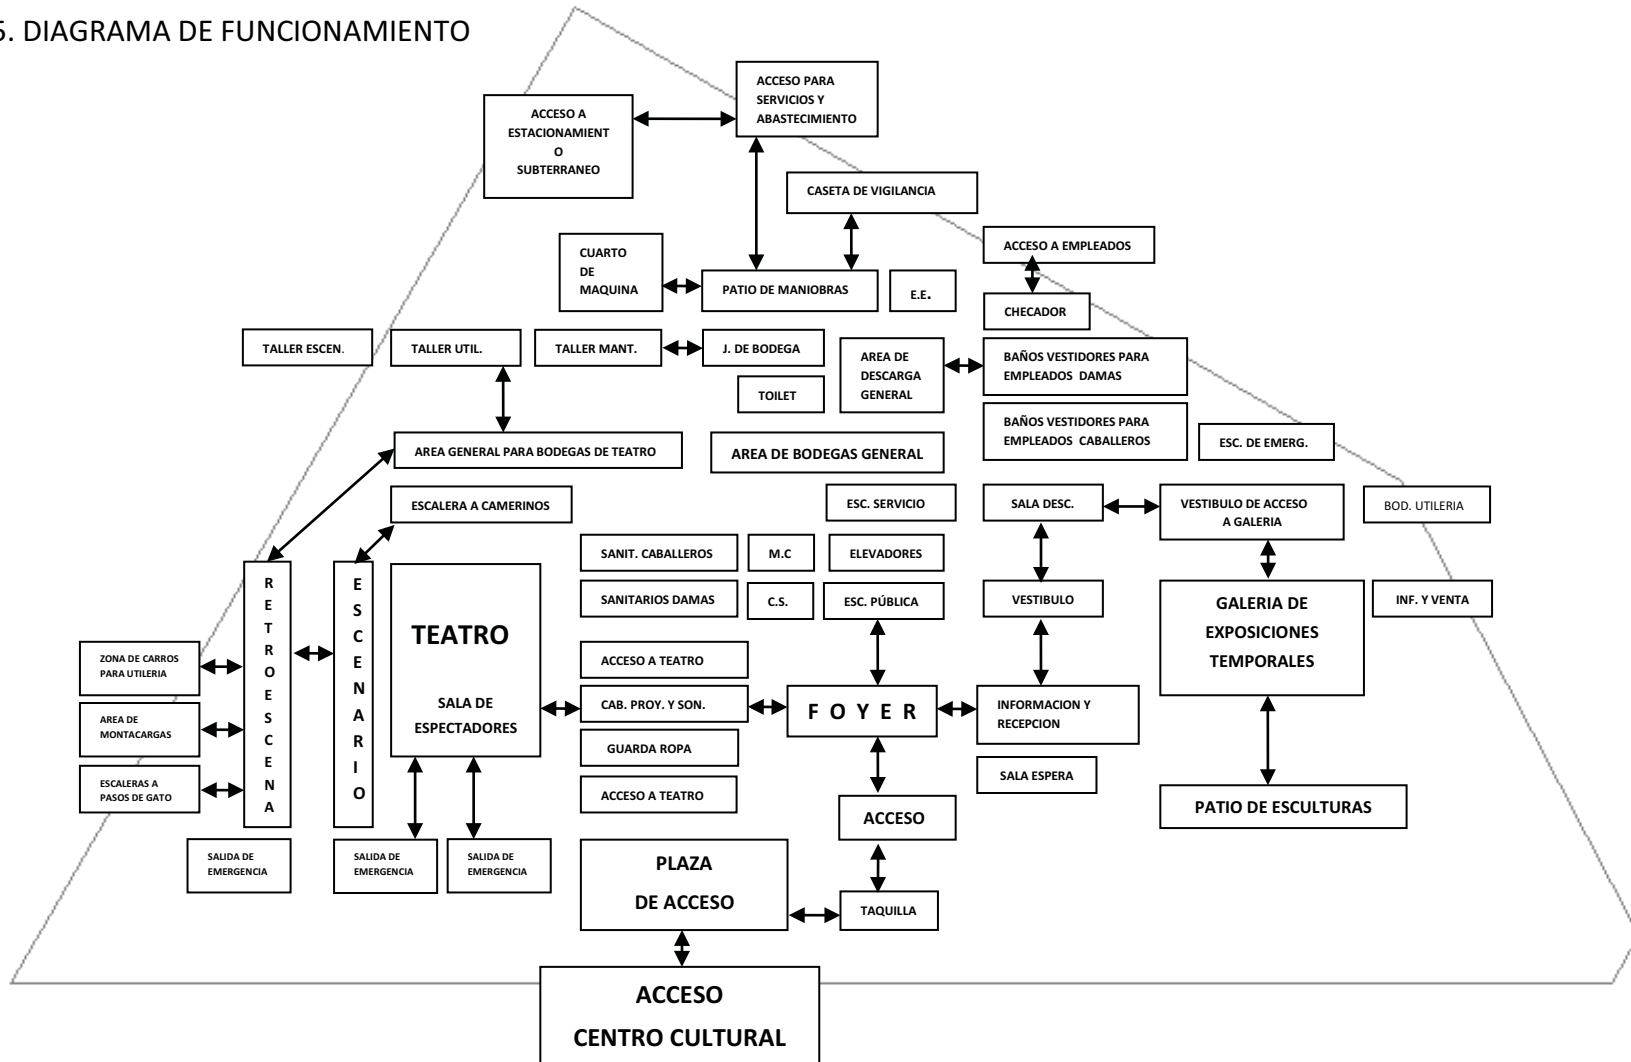 5. DIAGRAMA DE FUNCIONAMIENTO
ACCESO PARA
SERVICIOS Y
ABASTECIMIENTO
ACCESO A
ESTACIONAMIENT
O
SUBTERRANEO
CASETA DE VIGILANCIA
ACCESO A EMPLEADOS
CUARTO
DE
MAQUINA
PATIO DE MANIOBRAS
E.E.
CHECADOR
TALLER ESCEN.
TALLER UTIL.
TALLER MANT.
J. DE BODEGA
AREA DE
DESCARGA
GENERAL
BAÑOS VESTIDORES PARA
EMPLEADOS DAMAS
TOILET
BAÑOS VESTIDORES PARA
EMPLEADOS CABALLEROS
ESC. DE EMERG.
AREA GENERAL PARA BODEGAS DE TEATRO
AREA DE BODEGAS GENERAL
ESCALERA A CAMERINOS
ESC. SERVICIO
SALA DESC.
VESTIBULO DE ACCESO
A GALERIA
BOD. UTILERIA
SANIT. CABALLEROS
M.C
ELEVADORES
SANITARIOS DAMAS
C.S.
ESC. PÚBLICA
VESTIBULO
GALERIA DE
EXPOSICIONES
TEMPORALES
INF. Y VENTA
RETROESCENA
ESCENARIO
TEATRO
SALA DE
ESPECTADORES
ZONA DE CARROS
PARA UTILERIA
AREA DE
MONTACARGAS
ESCALERAS A
PASOS DE GATO
ACCESO A TEATRO
CAB. PROY. Y SON.
GUARDA ROPA
ACCESO A TEATRO
FOYER
INFORMACION Y
RECEPCION
SALA ESPERA
ACCESO
PATIO DE ESCULTURAS
SALIDA DE
EMERGENCIA
SALIDA DE
EMERGENCIA
SALIDA DE
EMERGENCIA
PLAZA
DE ACCESO
TAQUILLA
ACCESO
CENTRO CULTURAL